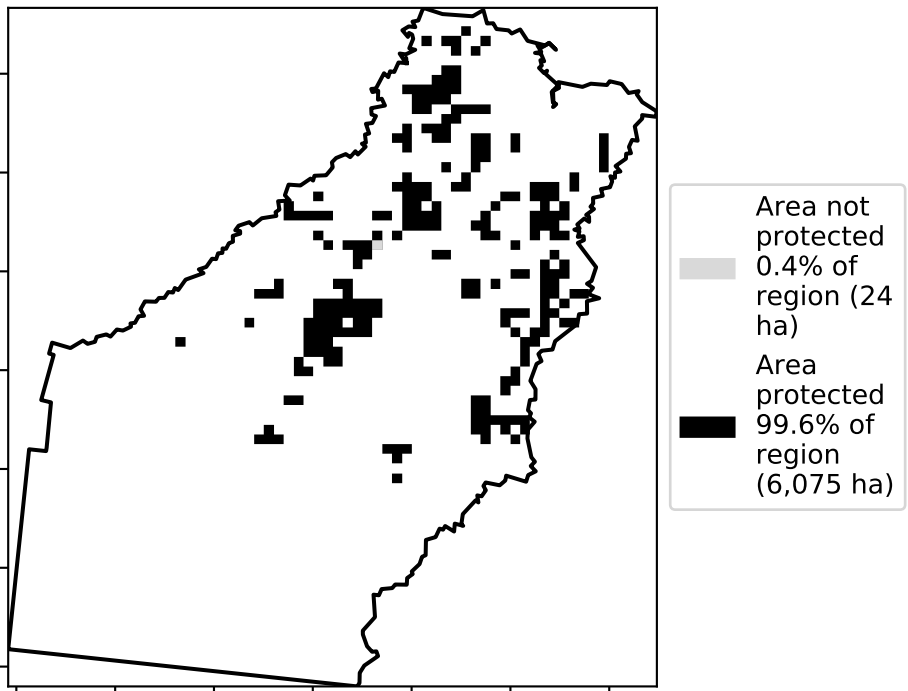 Area not
protected
0.4% of
region (24
ha)
Area
protected
99.6% of
region
(6,075 ha)